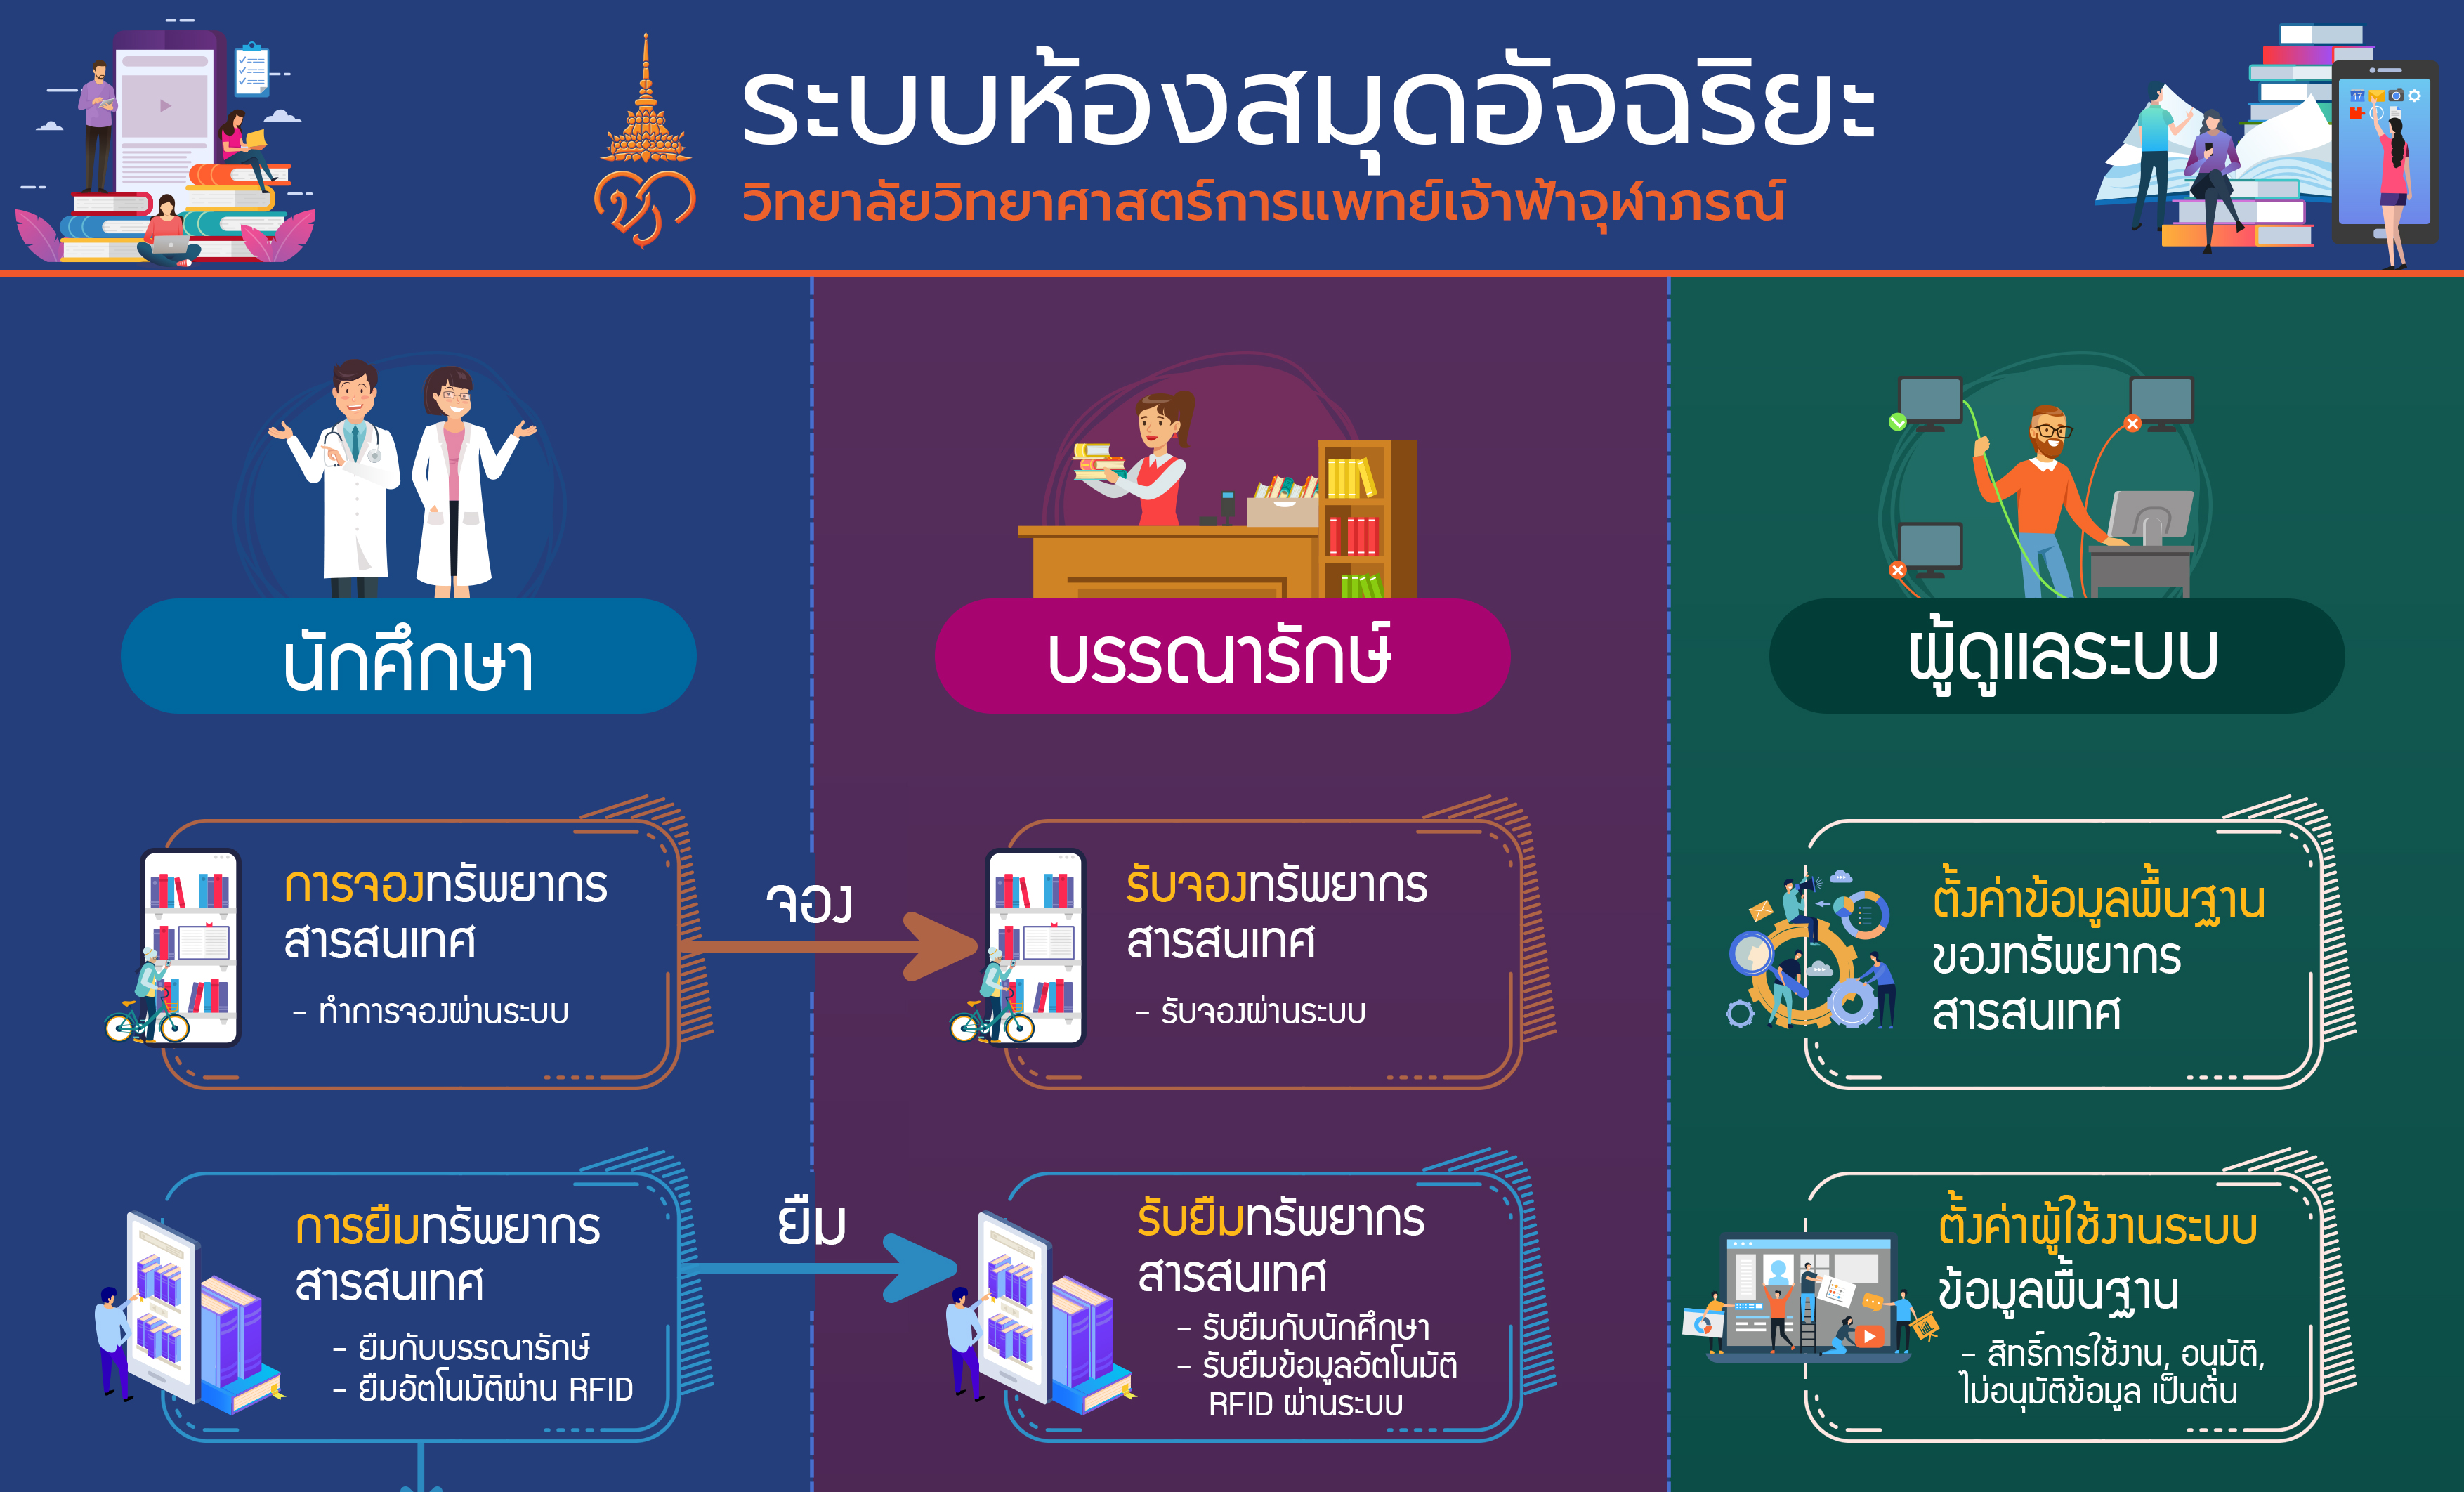 ระบบห้องสมุดอัจฉริยะ
วิทยาลัยวิทยาศาสตร์การแพทย์เจ้าฟ้าจุฬาภรณ์
17
นักศึกษา
บรรณารักษ์
ผู้ดูแลระบบ
การจองทรัพยากร
สารสนเทศ
- ทำการจองผ่านระบบ
จอง
รับจองทรัพยากร
สารสนเทศ
- รับจองผ่านระบบ
ตั้งค่าข้อมูลพื้นฐาน
ของทรัพยากร
สารสนเทศ
การยืมทรัพยากร
สารสนเทศ
- ยืมกับบรรณารักษ์
- ยืมอัตโนมัติผ่าน RFID
ยืม
รับยืมทรัพยากร
สารสนเทศ
- รับยืมกับนักศึกษา
- รับยืมข้อมูลอัตโนมัติ
RFID ผ่านระบบ
ตั้งค่าผู้ใช้งานระบบ
ข้อมูลพื้นฐาน
- สิทธิ์การใช้งาน, อนุมัติ,
ไม่อนุมัติข้อมูล เป็นต้น